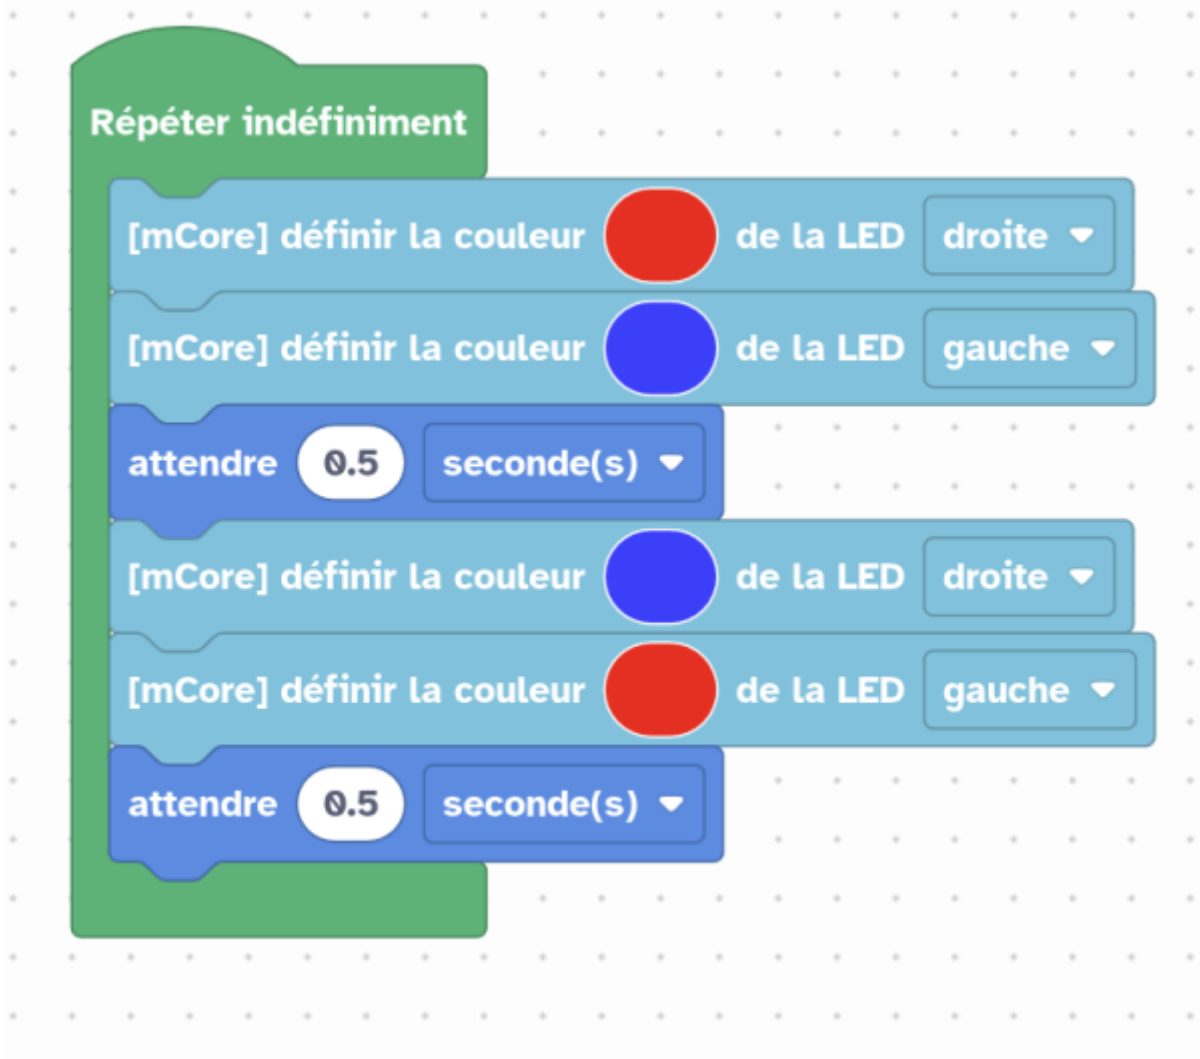 Répéter indéfiniment
[mCore] définir la couleur de la LED droite
[mCore] définir la couleur de la LED gauche
attendre 0.5 seconde(s)
[mCore] définir la couleur de la LED droite
[mCore] définir la couleur de la LED gauche
attendre 0.5 seconde(s)